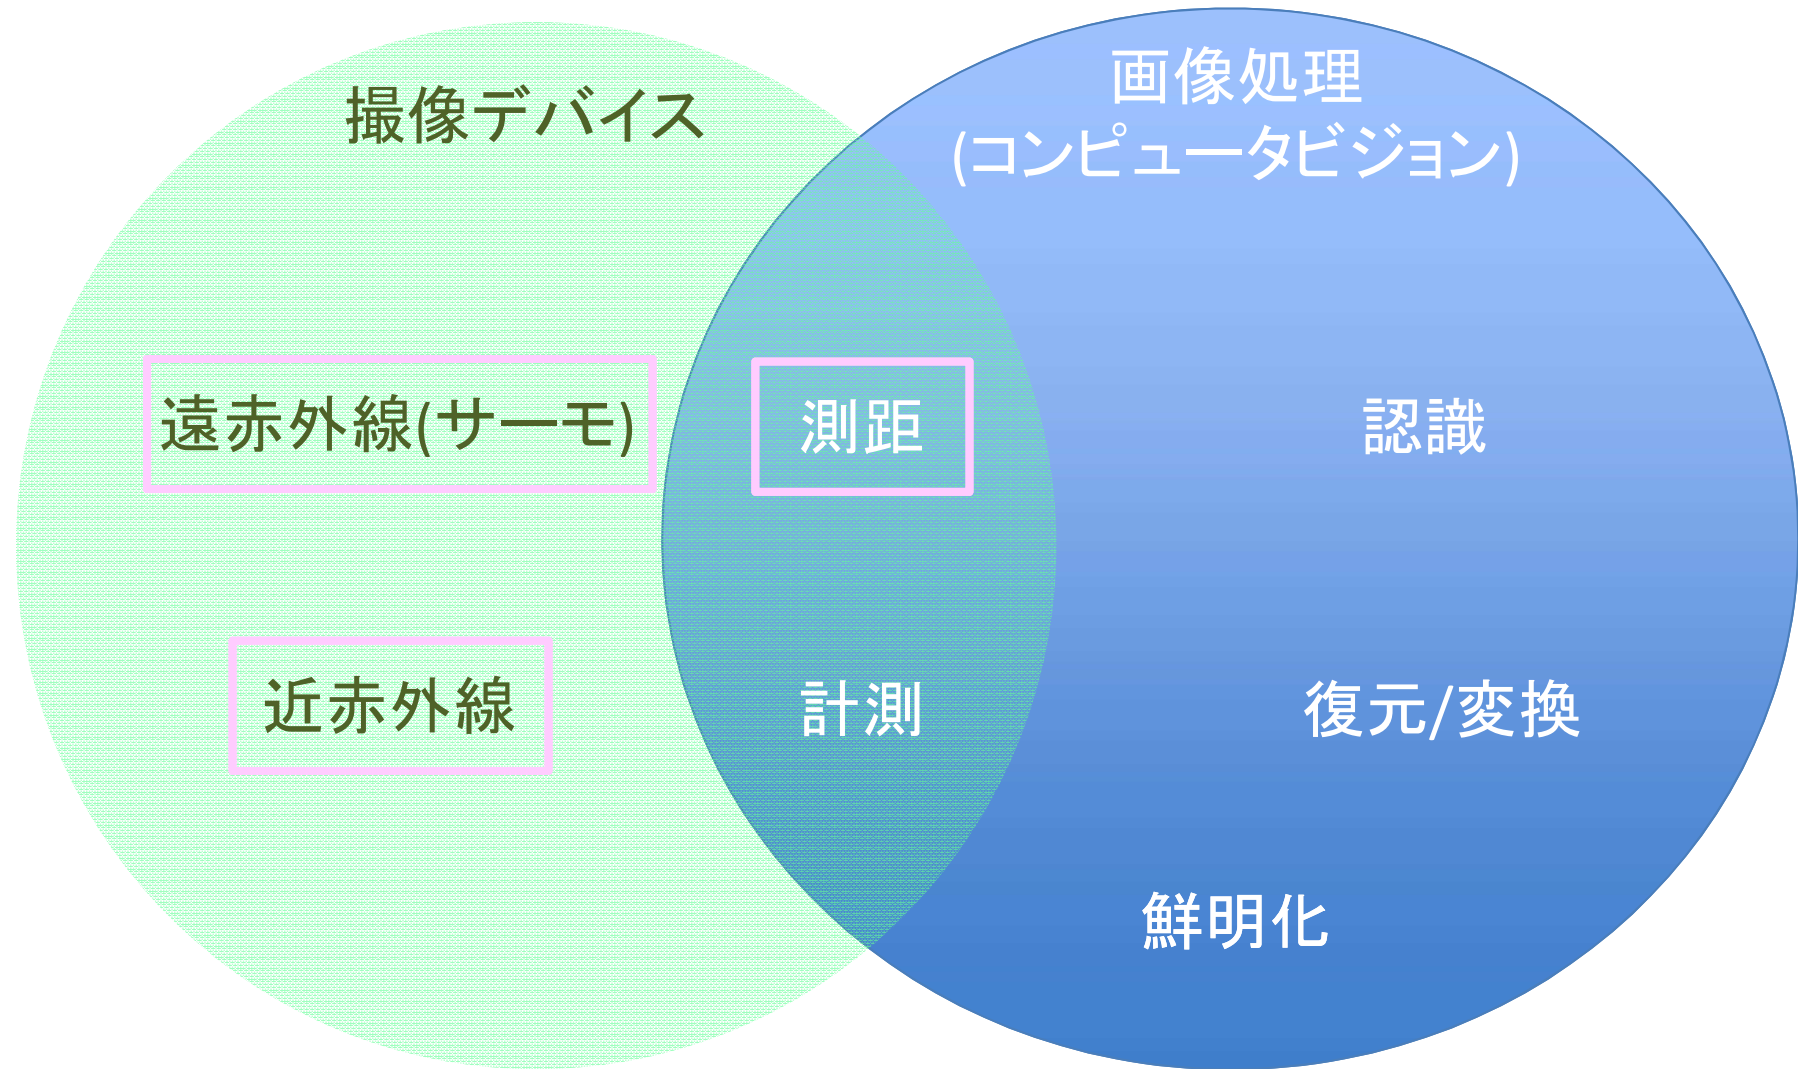 撮像デバイス
画像処理
(コンピュータビジョン)
遠赤外線(サーモ)
測距
認識
近赤外線
計測
復元/変換
鮮明化